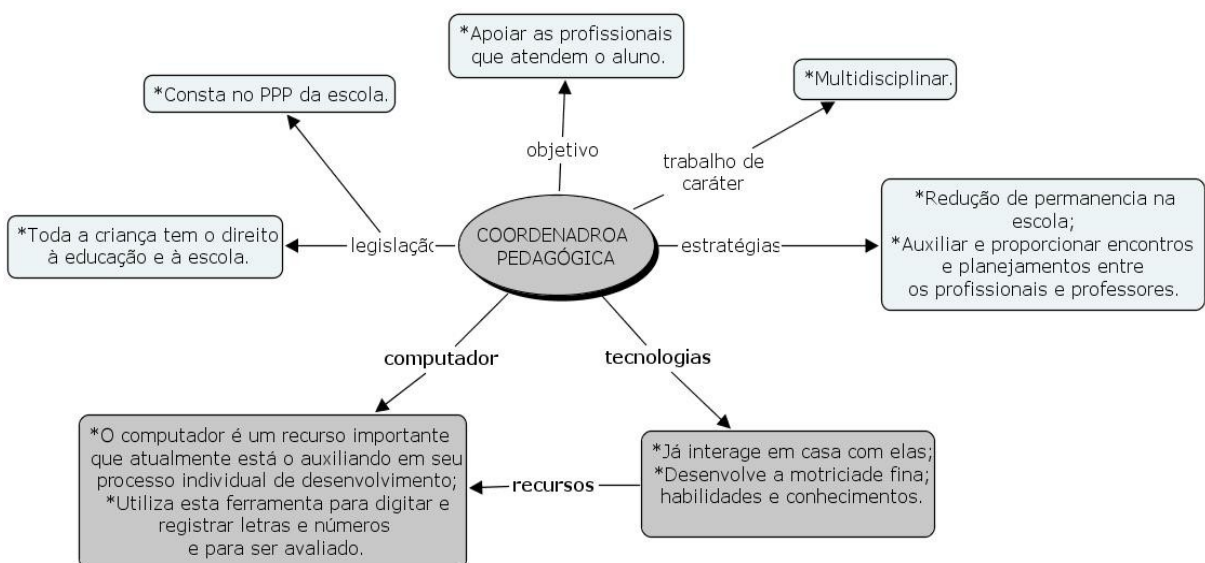 *Apoiar as profissionais
que atendem o aluno.
*Consta no PPP da escola.
*Multidisciplinar.
objetivo
trabalho de
caráter
*Toda a criança tem o direito
à educação e à escola.
legislação
COORDENADROA
PEDAGÓGICA
estratégias
*Redução de permanencia na
escola;
*Auxiliar e proporcionar encontros
e planejamentos entre
os profissionais e professores.
computador
tecnologias
*O computador é um recurso importante
que atualmente está o auxiliando em seu
processo individual de desenvolvimento;
*Utiliza esta ferramenta para digitar e
registrar letras e números
e para ser avaliado.
recursos
*Já interage em casa com elas;
*Desenvolve a motriciade fina;
habilidades e conhecimentos.